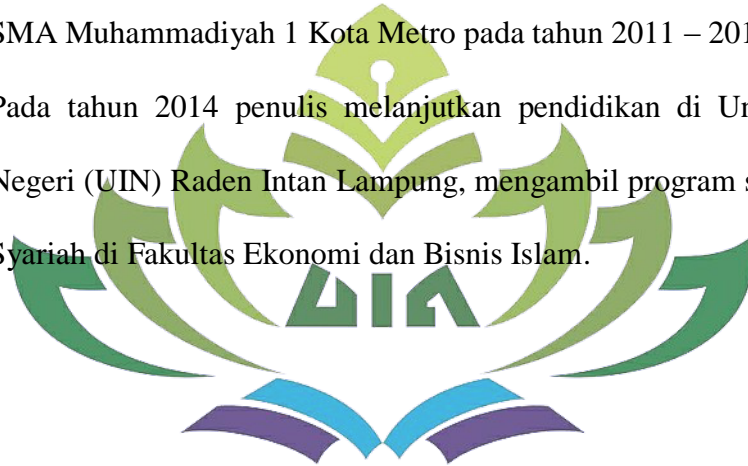 SMA Muhammadiyah 1 Kota Metro pada tahun 2011 – 201
Pada tahun 2014 penulis melanjutkan pendidikan di Un
Negeri (UIN) Raden Intan Lampung, mengambil program s
Syariah di Fakultas Ekonomi dan Bisnis Islam.
UIN